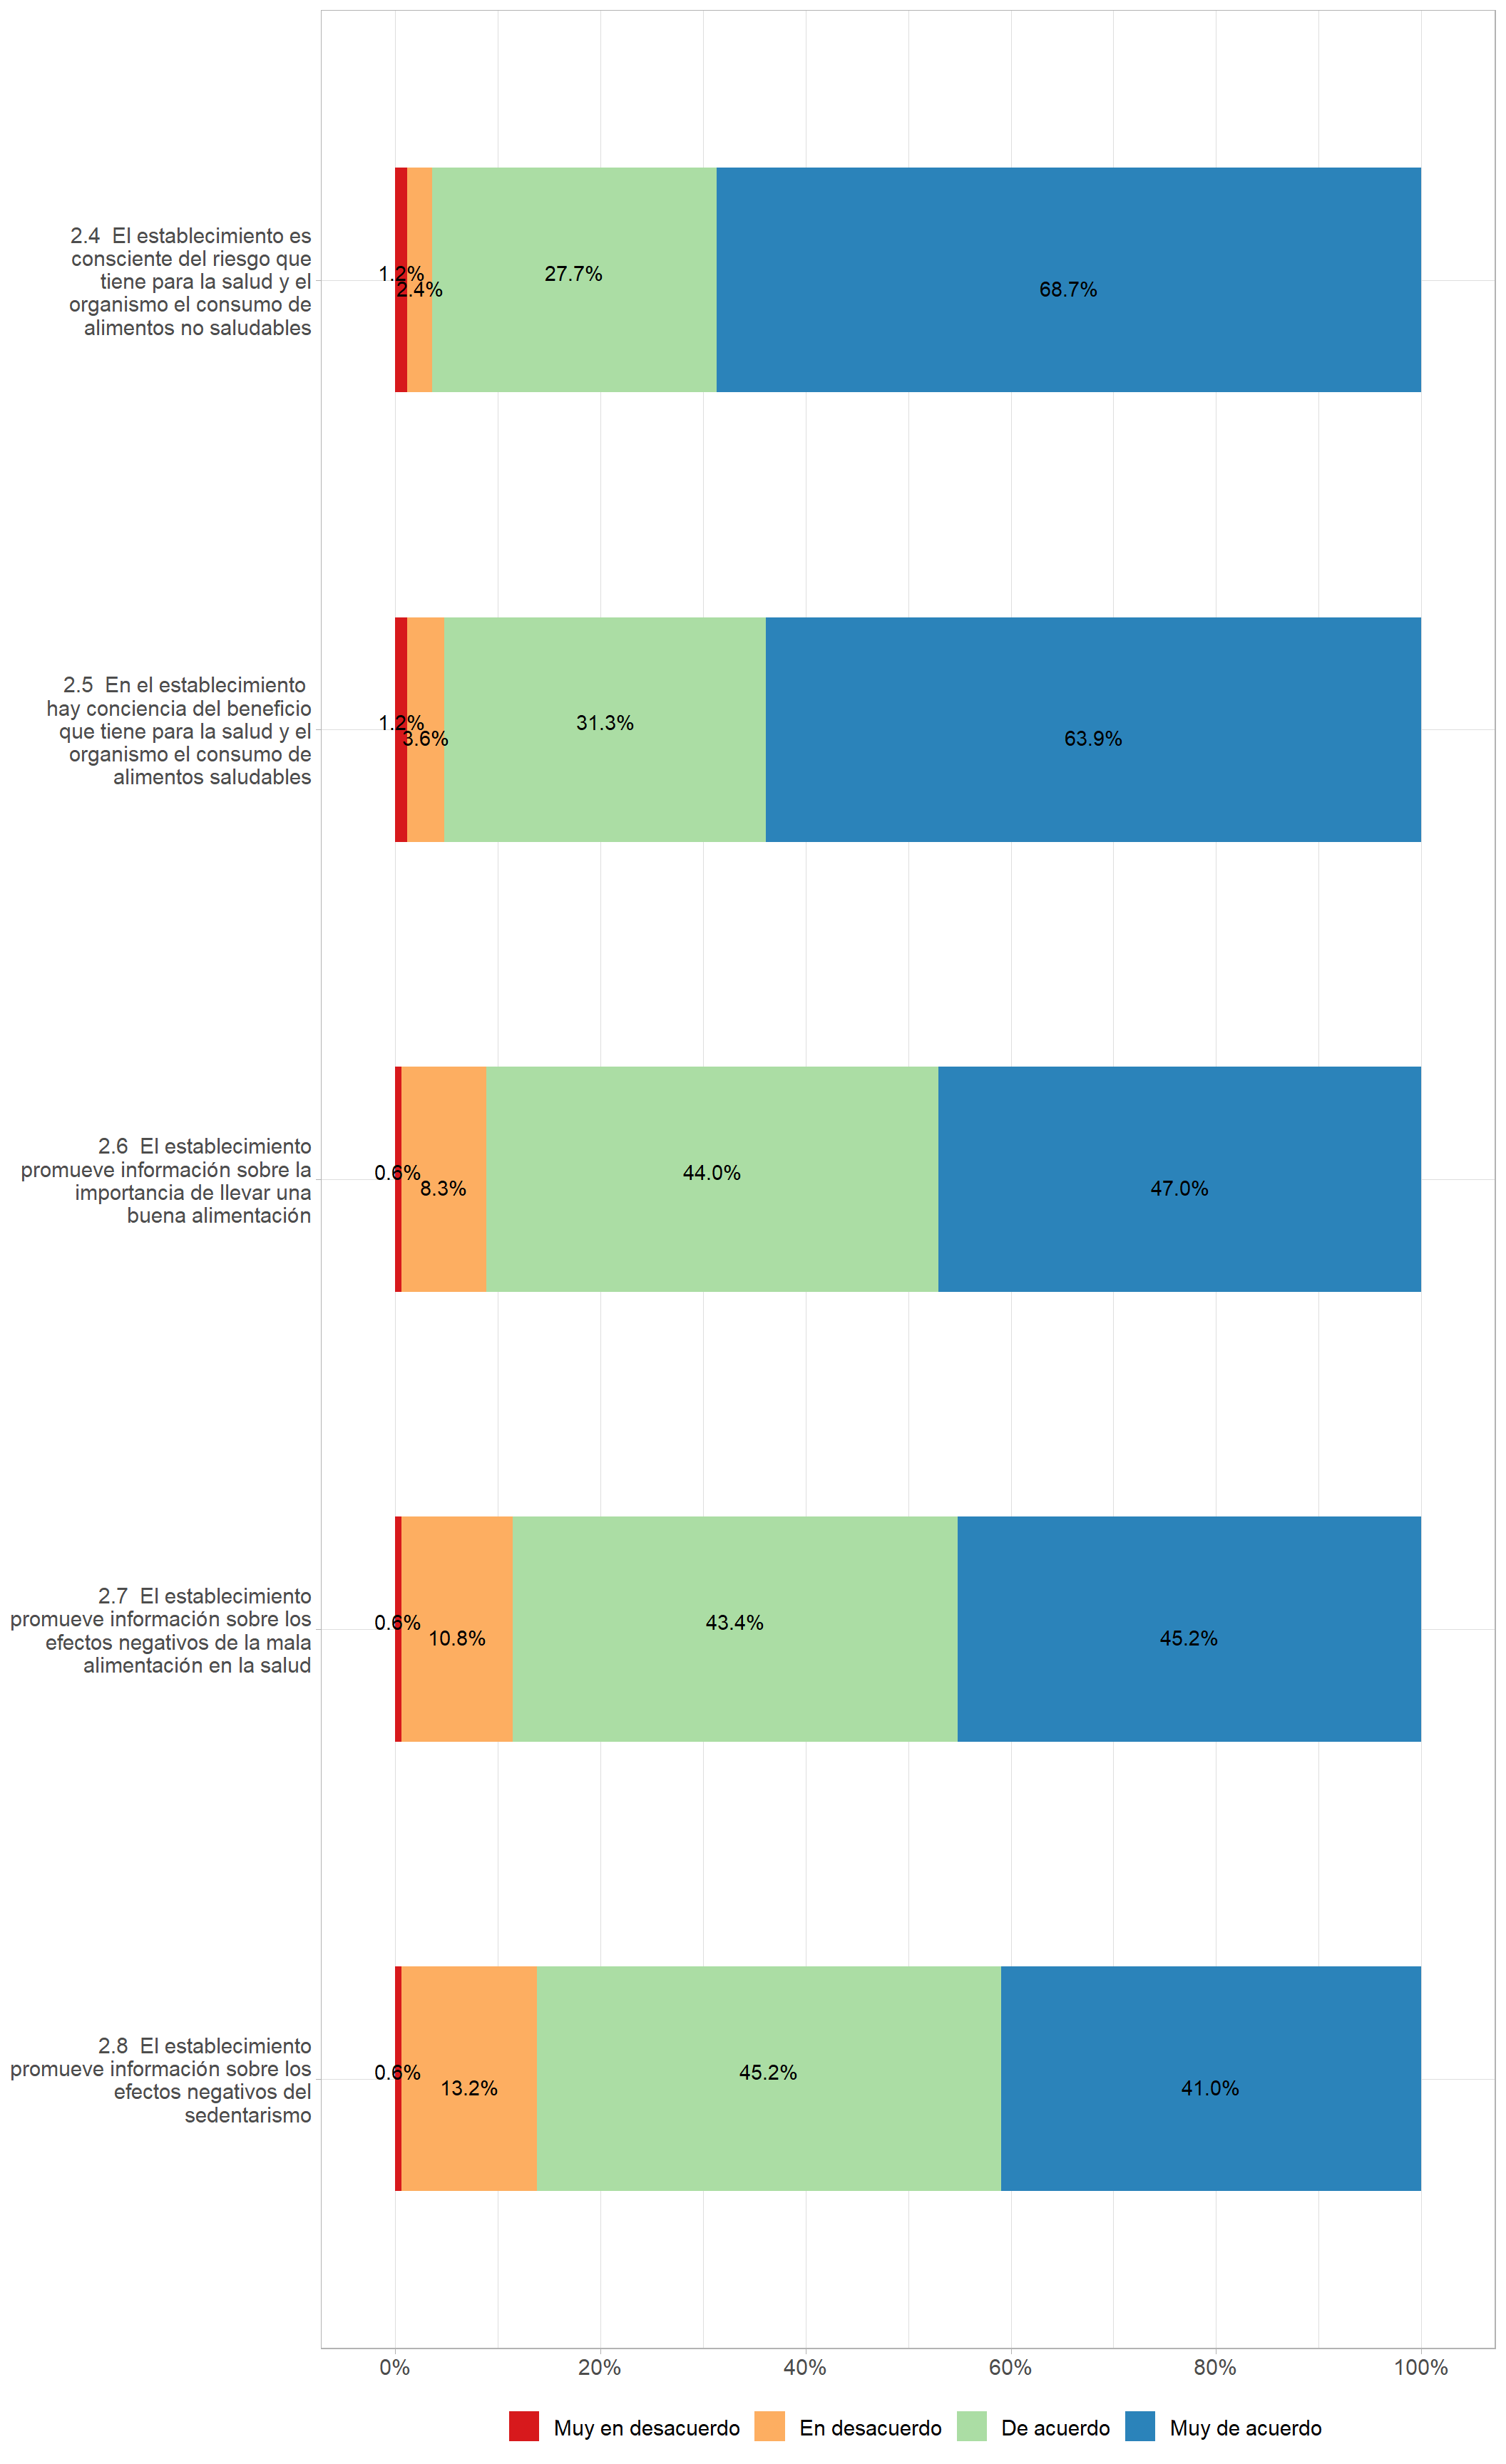 2.4  El establecimiento es
consciente del riesgo que
tiene para la salud y el
organismo el consumo de
alimentos no saludables
1.2%
2.4%
27.7%
68.7%
2.5  En el establecimiento
hay conciencia del beneficio
que tiene para la salud y el
organismo el consumo de
alimentos saludables
1.2%
3.6%
31.3%
63.9%
2.6  El establecimiento
promueve información sobre la
importancia de llevar una
buena alimentación
0.6%
8.3%
44.0%
47.0%
2.7  El establecimiento
promueve información sobre los
efectos negativos de la mala
alimentación en la salud
0.6%
10.8%
43.4%
45.2%
2.8  El establecimiento
promueve información sobre los
efectos negativos del
sedentarismo
0.6%
13.2%
45.2%
41.0%
0% 20% 40% 60% 80% 100%
Muy en desacuerdo En desacuerdo De acuerdo Muy de acuerdo